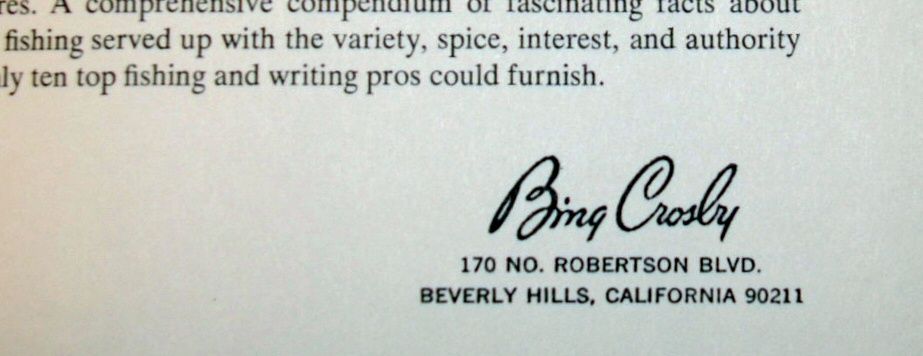 res. A comprehensive compendium of fascinating facts about
fishing served up with the variety, spice, interest, and authority
ly ten top fishing and writing pros could furnish.
Bing Crosby
170 NO. ROBERTSON BLVD.
BEVERLY HILLS, CALIFORNIA 90211